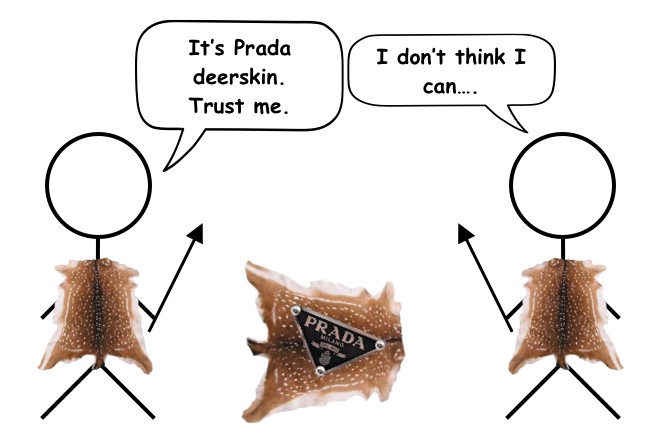 It's Prada
deerskin.
Trust me.
I don't think I
can....
PRADA
MILANO